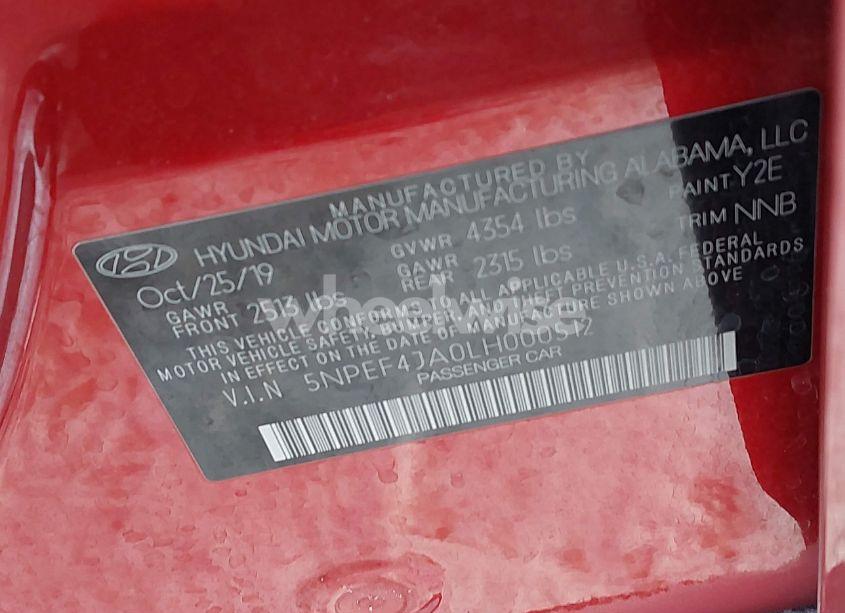 MANUFACTURED BY
HYUNDAI MOTOR MANUFACTURING ALABAMA, LLC
Oct/25/19 GVWR 4354 lbs PAINT Y2E
GAWR FRONT 2513 lbs GAWR REAR 2315 lbs TRIM NNB
THIS VEHICLE CONFORMS TO ALL APPLICABLE U.S.A. FEDERAL
MOTOR VEHICLE SAFETY, BUMPER, AND THEFT PREVENTION STANDARDS
IN EFFECT ON THE DATE OF MANUFACTURE SHOWN ABOVE
V.I.N 5NPEF4JA0LH000512
PASSENGER CAR
wheelwise